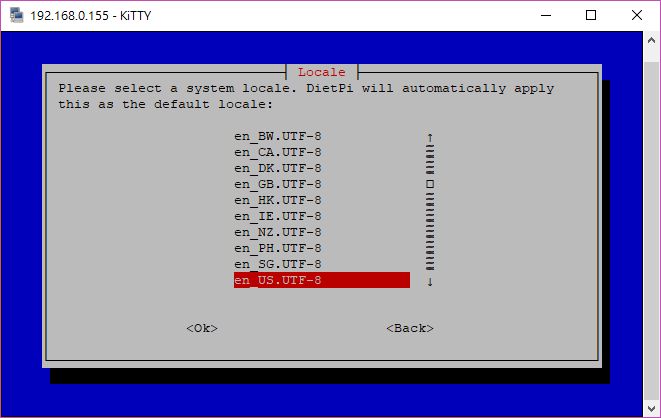 192.168.0.155 - KiTTY
Locale
Please select a system locale. DietPi will automatically apply
this as the default locale:
en_BW.UTF-8
en_CA.UTF-8
en_DK.UTF-8
en_GB.UTF-8
en_HK.UTF-8
en_IE.UTF-8
en_NZ.UTF-8
en_PH.UTF-8
en_SG.UTF-8
en_US.UTF-8
<Ok> <Back>